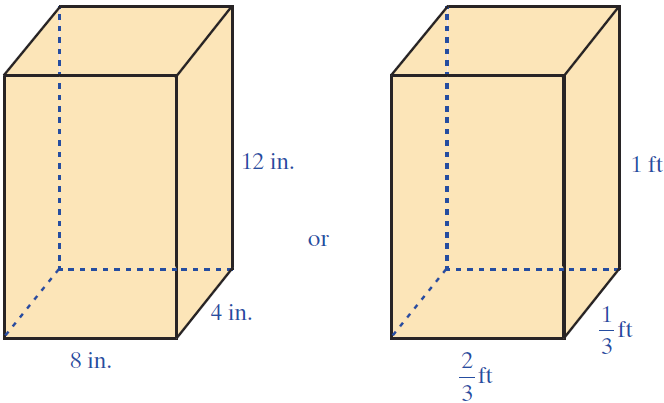 12 in.
4 in.
8 in.
or
1 ft
1/3 ft
2/3 ft